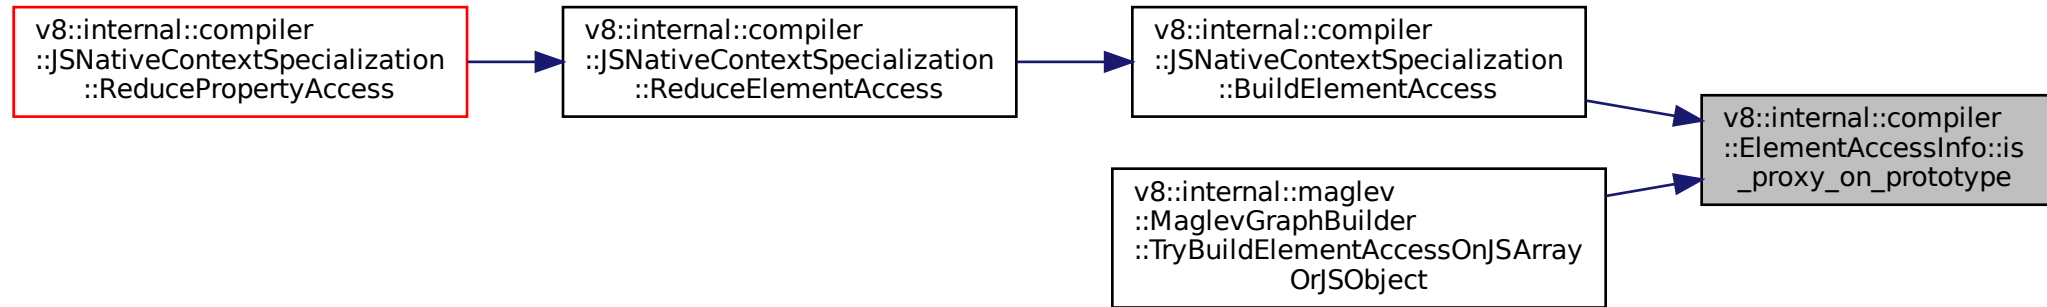 v8::internal::compiler
::JSNativeContextSpecialization
::ReducePropertyAccess
v8::internal::compiler
::JSNativeContextSpecialization
::ReduceElementAccess
v8::internal::compiler
::JSNativeContextSpecialization
::BuildElementAccess
v8::internal::compiler
::ElementAccessInfo::is
_proxy_on_prototype
v8::internal::maglev
::MaglevGraphBuilder
::TryBuildElementAccessOnJSArray
OrJSObject